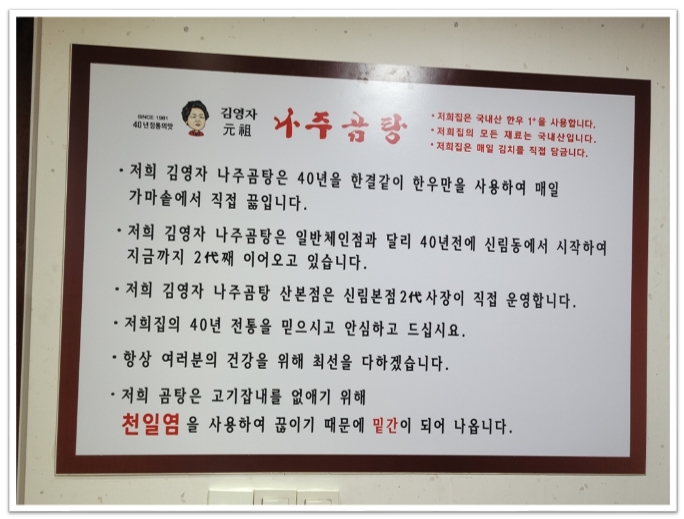 SINCE 1981
40년정통의맛
김영자
元祖
나주곰탕
· 저희집은 국내산 한우 1+을 사용합니다.
· 저희집의 모든 재료는 국내산입니다.
· 저희집은 매일 김치를 직접 담금니다.
· 저희 김영자 나주곰탕은 40년을 한결같이 한우만을 사용하여 매일
가마솥에서 직접 끓입니다.
· 저희 김영자 나주곰탕은 일반체인점과 달리 40년전에 신림동에서 시작하여
지금까지 2代째 이어오고 있습니다.
· 저희 김영자 나주곰탕 산본점은 신림본점2代사장이 직접 운영합니다.
· 저희집의 40년 전통을 믿으시고 안심하고 드십시요.
· 항상 여러분의 건강을 위해 최선을 다하겠습니다.
· 저희 곰탕은 고기잡내를 없애기 위해
천일염 을 사용하여 끊이기 때문에 밑간이 되어 나옵니다.